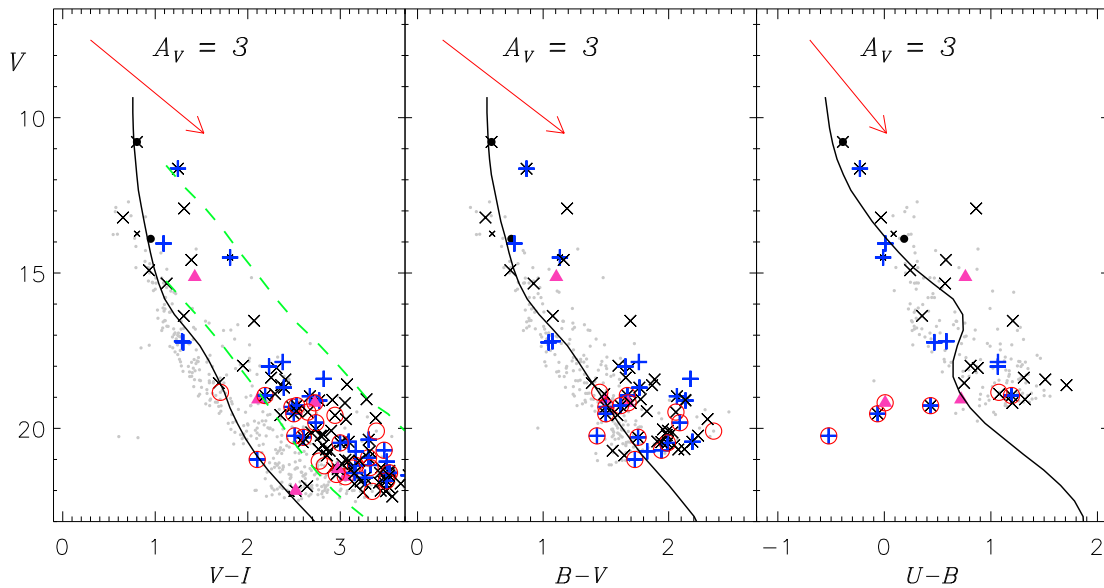 A_V = 3
A_V = 3
A_V = 3
V
10
15
20
0 1 2 3
0 1 2
-1 0 1 2
V-I
B-V
U-B